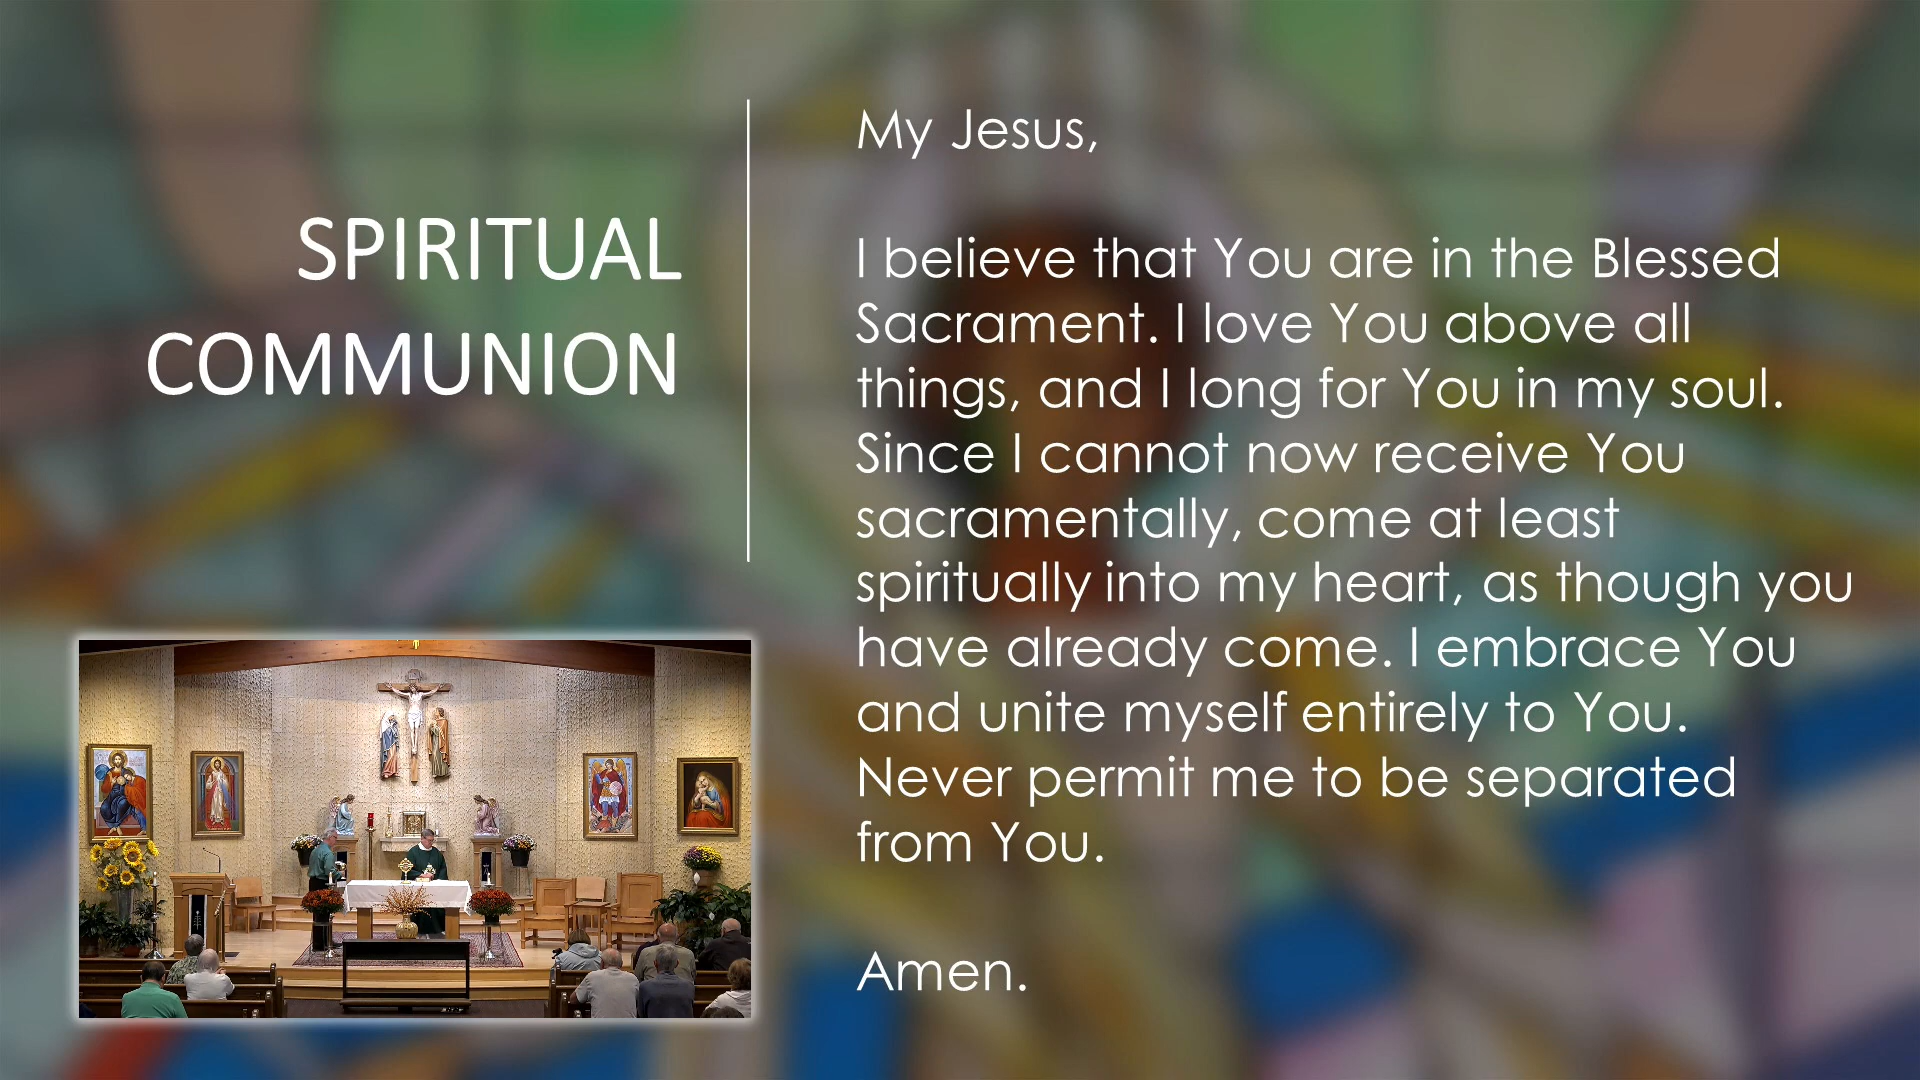 SPIRITUAL
COMMUNION
My Jesus,
I believe that You are in the Blessed
Sacrament. I love You above all
things, and I long for You in my soul.
Since I cannot now receive You
sacramentally, come at least
spiritually into my heart, as though you
have already come. I embrace You
and unite myself entirely to You.
Never permit me to be separated
from You.
Amen.